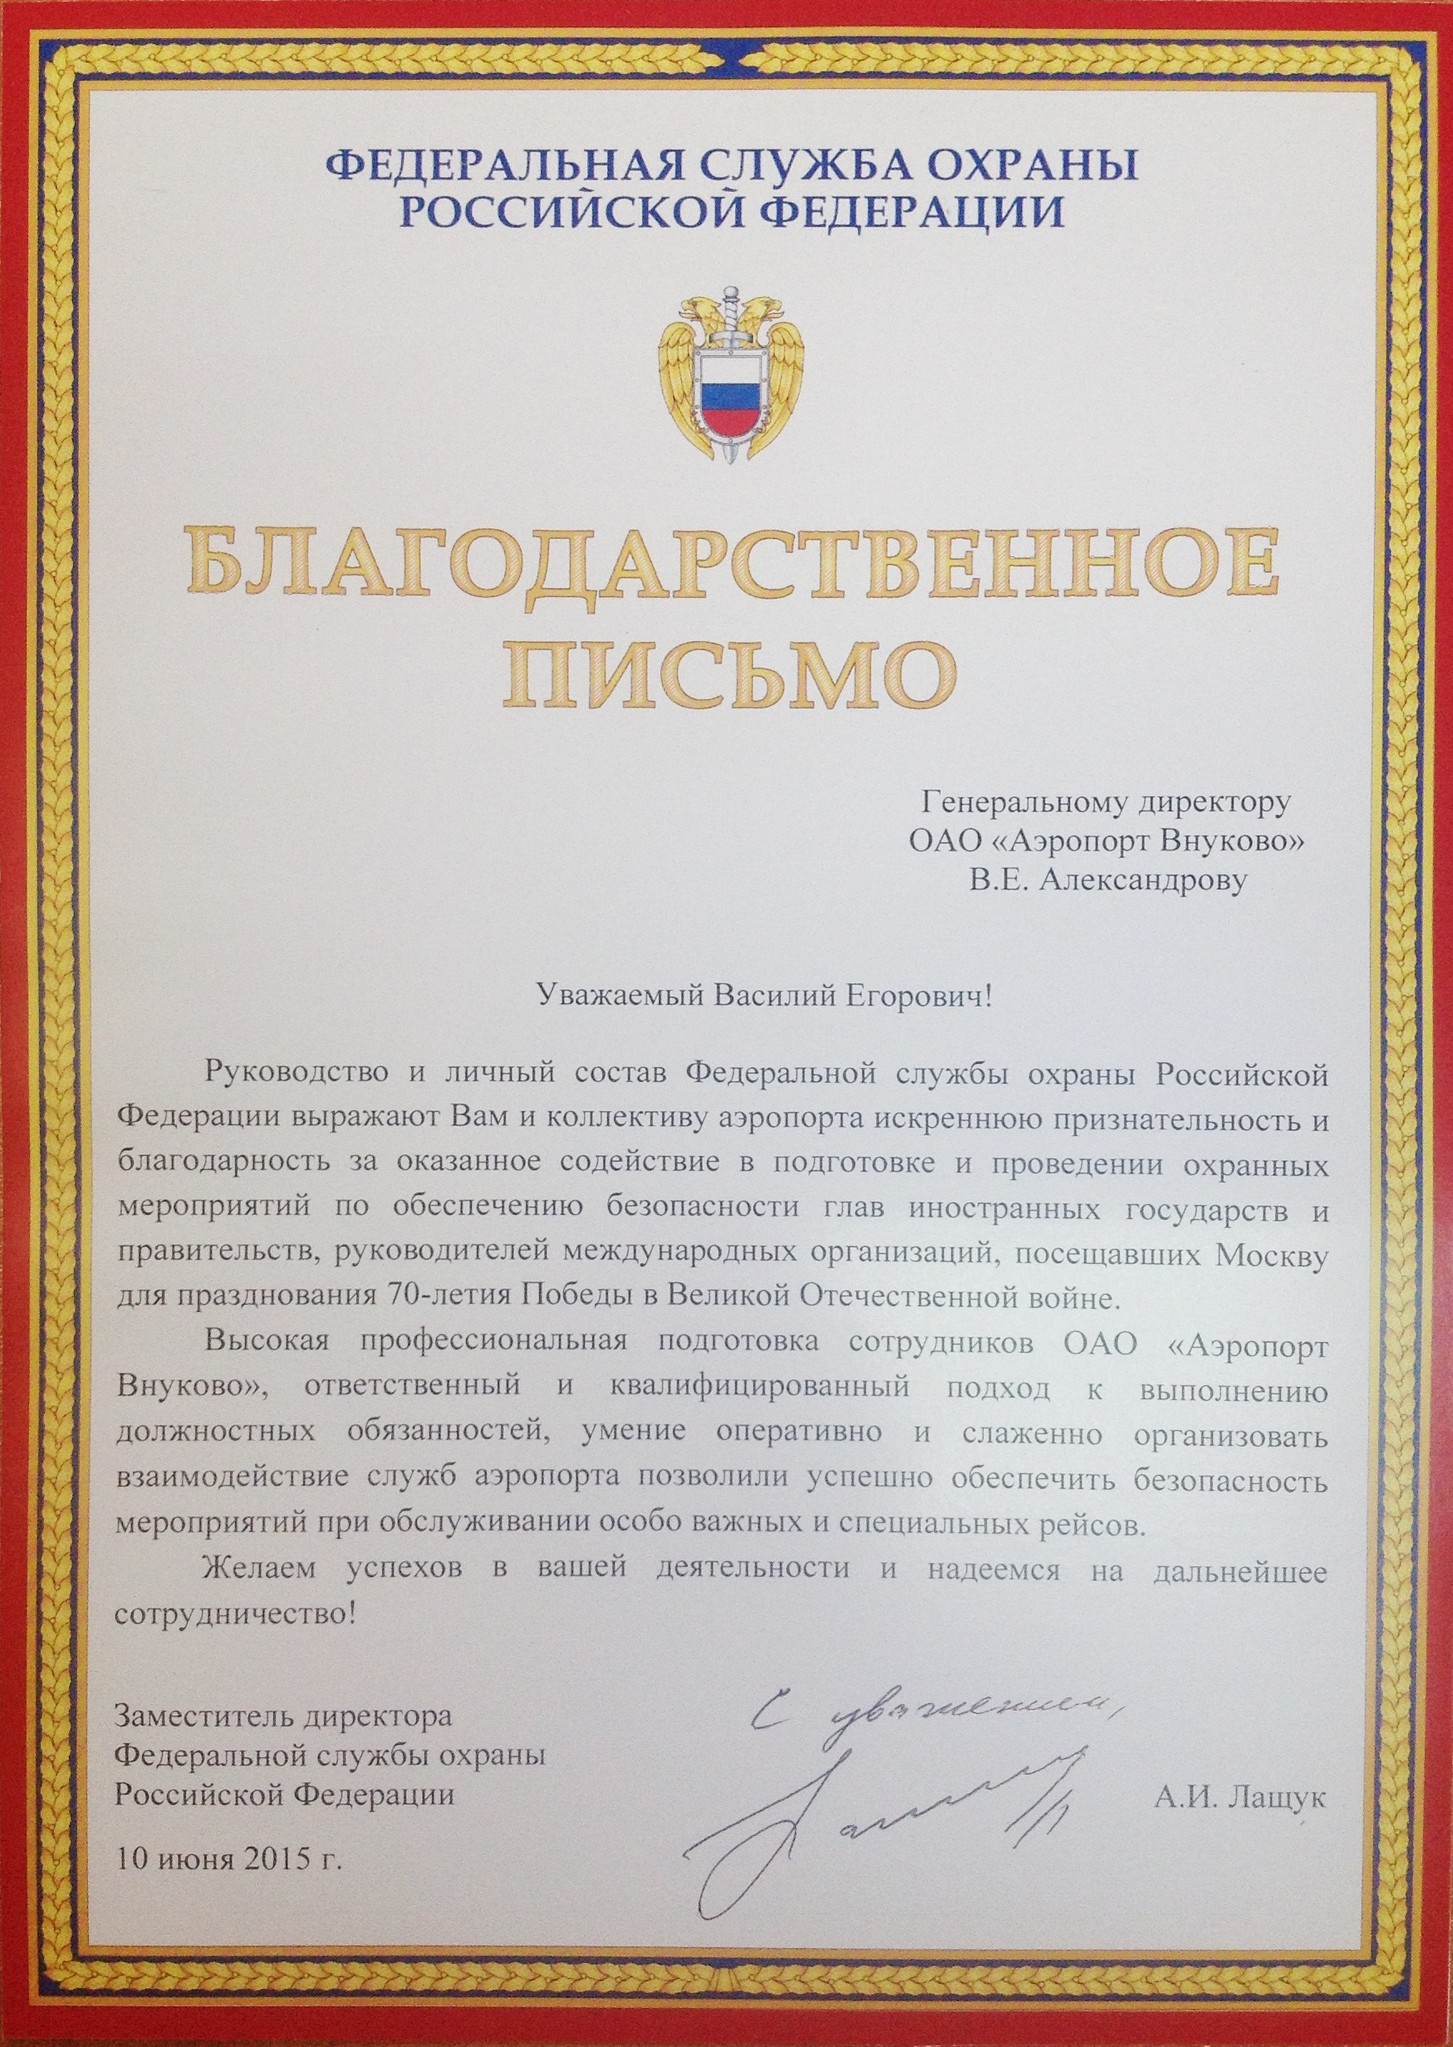 ФЕДЕРАЛЬНАЯ СЛУЖБА ОХРАНЫ
РОССИЙСКОЙ ФЕДЕРАЦИИ
БЛАГОДАРСТВЕННОЕ
ПИСЬМО
Генеральному директору
ОАО «Аэропорт Внуково»
В.Е. Александрову
Уважаемый Василий Егорович!
Руководство и личный состав Федеральной службы охраны Российской
Федерации выражают Вам и коллективу аэропорта искреннюю признательность и
благодарность за оказанное содействие в подготовке и проведении охранных
мероприятий по обеспечению безопасности глав иностранных государств и
правительств, руководителей международных организаций, посещавших Москву
для празднования 70-летия Победы в Великой Отечественной войне.
Высокая профессиональная подготовка сотрудников ОАО «Аэропорт
Внуково», ответственный и квалифицированный подход к выполнению
должностных обязанностей, умение оперативно и слаженно организовать
взаимодействие служб аэропорта позволили успешно обеспечить безопасность
мероприятий при обслуживании особо важных и специальных рейсов.
Желаем успехов в вашей деятельности и надеемся на дальнейшее
сотрудничество!
С уважением,
Заместитель директора
Федеральной службы охраны
Российской Федерации
А.И. Лащук
10 июня 2015 г.